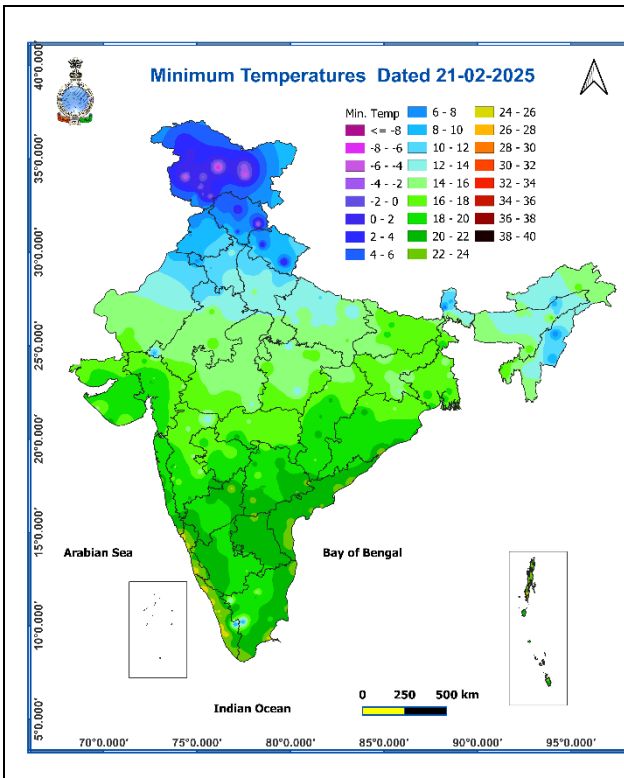 Minimum Temperatures Dated 21-02-2025
Min. Temp
<= -8
-8 - -6
-6 - -4
-4 - -2
-2 - 0
0 - 2
2 - 4
4 - 6
6 - 8
8 - 10
10 - 12
12 - 14
14 - 16
16 - 18
18 - 20
20 - 22
22 - 24
24 - 26
26 - 28
28 - 30
30 - 32
32 - 34
34 - 36
36 - 38
38 - 40
40°0.000'
35°0.000'
30°0.000'
25°0.000'
20°0.000'
15°0.000'
10°0.000'
5°0.000'
Arabian Sea
Bay of Bengal
Indian Ocean
0 250 500 km
70°0.000' 75°0.000' 80°0.000' 85°0.000' 90°0.000' 95°0.000'